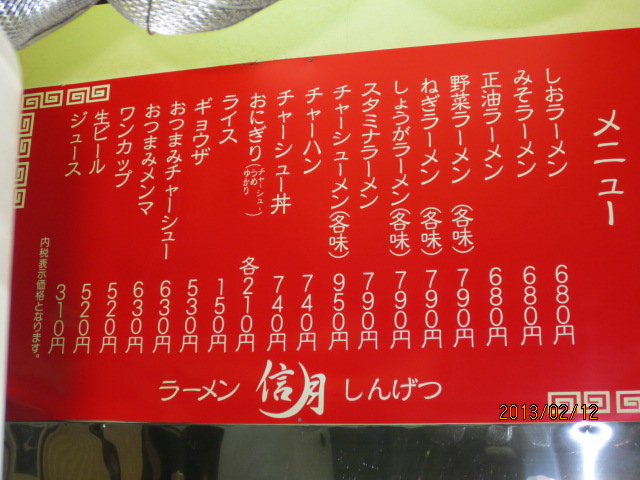 メニュー
しおラーメン 680円
みそラーメン 680円
正油ラーメン 680円
野菜ラーメン(各味) 790円
ねぎラーメン(各味) 790円
しょうがラーメン(各味) 790円
スタミナラーメン 790円
チャーシューメン(各味) 950円
チャーハン 740円
チャーシュー丼 740円
おにぎり(チャーシュー うめ ゆかり) 各210円
ライス 150円
ギョウザ 530円
おつまみチャーシュー 630円
おつまみメンマ 630円
ワンカップ 520円
生ビール 520円
ジュース 310円
内税表示価格となります。
ラーメン 信月 しんげつ
2013/02/12